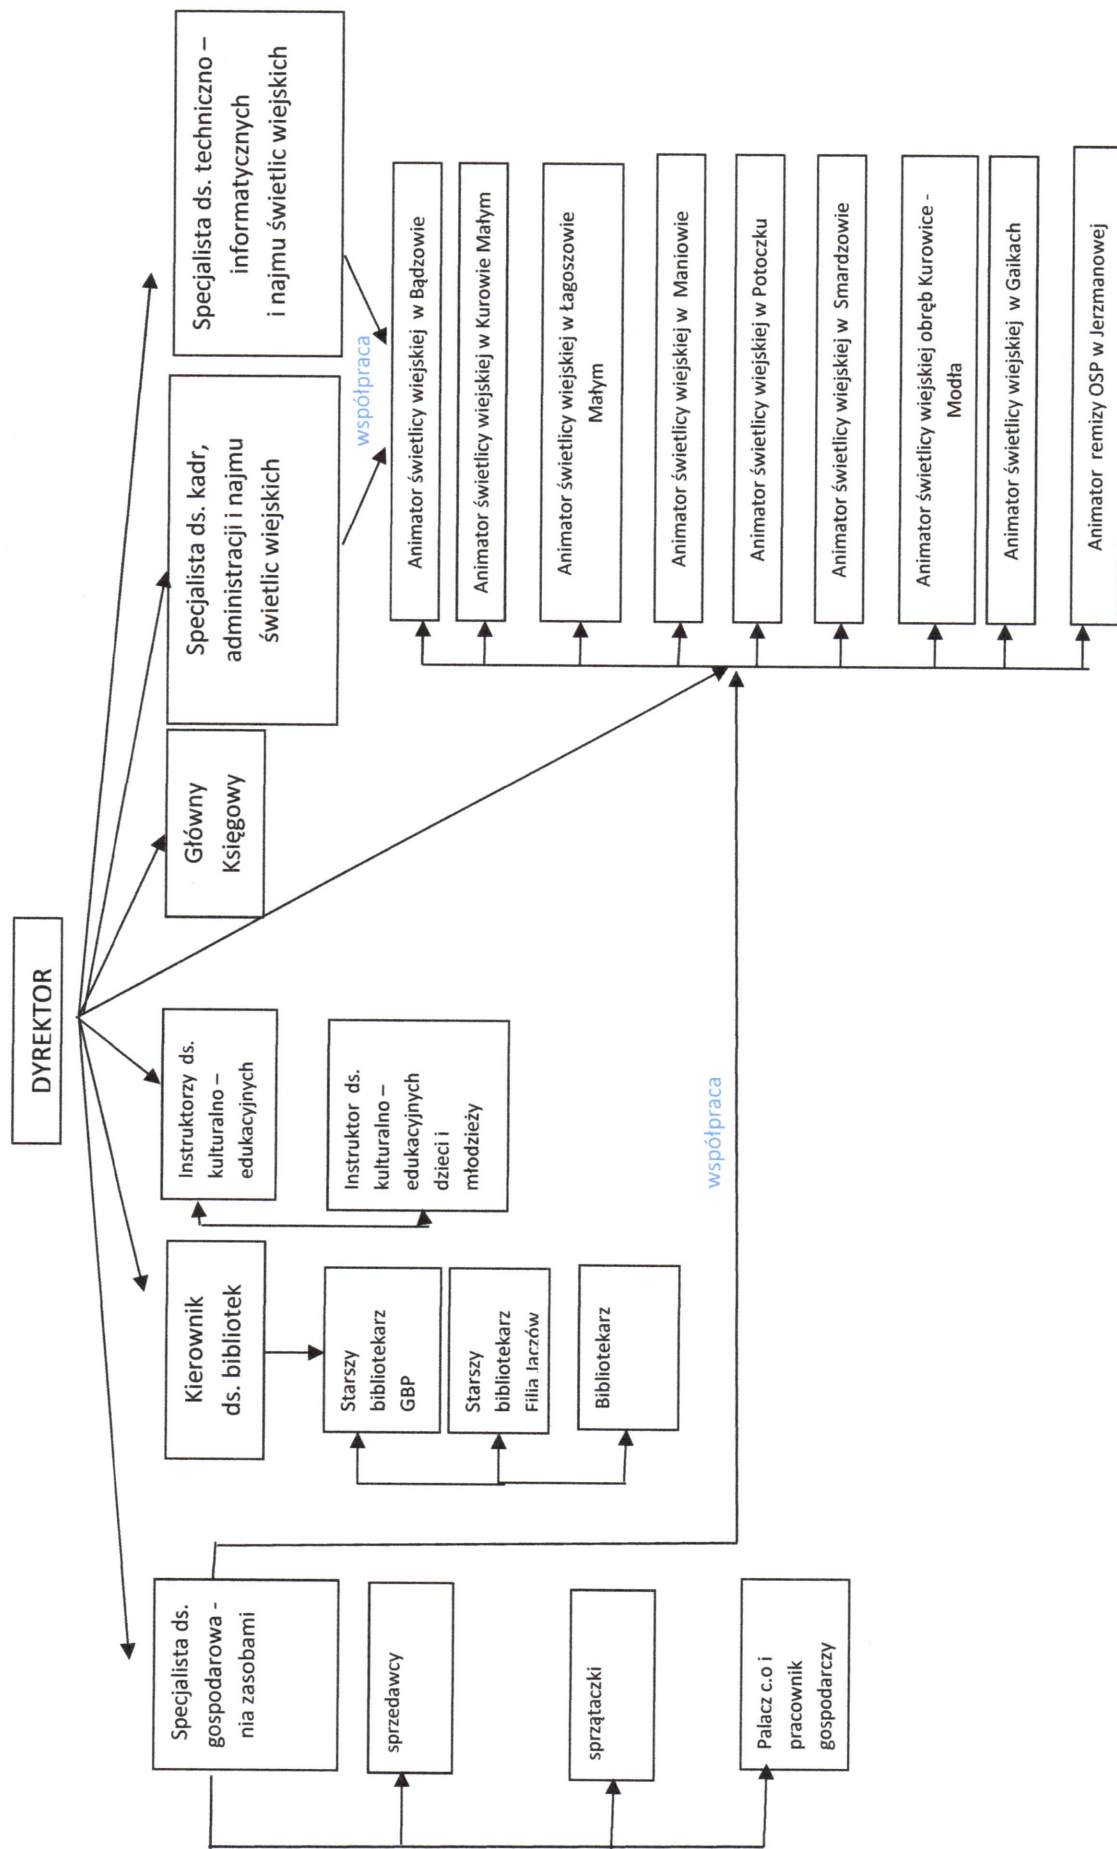 DYREKTOR
Specjalista ds.
gospodarowa -
nia zasobami
Kierownik
ds. bibliotek
Instruktorzy ds.
kulturalno –
edukacyjnych
Główny
Księgowy
Specjalista ds. kadr,
administracji i najmu
świetlic wiejskich
Specjalista ds. techniczno –
informatycznych
i najmu świetlic wiejskich
sprzedawcy
sprzątaczki
Palacz c.o i
pracownik
gospodarczy
Starszy
bibliotekarz
GBP
Starszy
bibliotekarz
Filia Jaczów
Bibliotekarz
Instruktor ds.
kulturalno –
edukacyjnych
dzieci i
młodzieży
współpraca
Animator świetlicy wiejskiej w Bądzowie
Animator świetlicy wiejskiej w Kurowie Małym
Animator świetlicy wiejskiej w Łagoszowie
Małym
Animator świetlicy wiejskiej w Maniowie
Animator świetlicy wiejskiej w Potoczku
Animator świetlicy wiejskiej w Smardzowie
Animator świetlicy wiejskiej obręb Kurowice -
Modła
Animator świetlicy wiejskiej w Gaikach
Animator remizy OSP w Jerzmanowej
współpraca